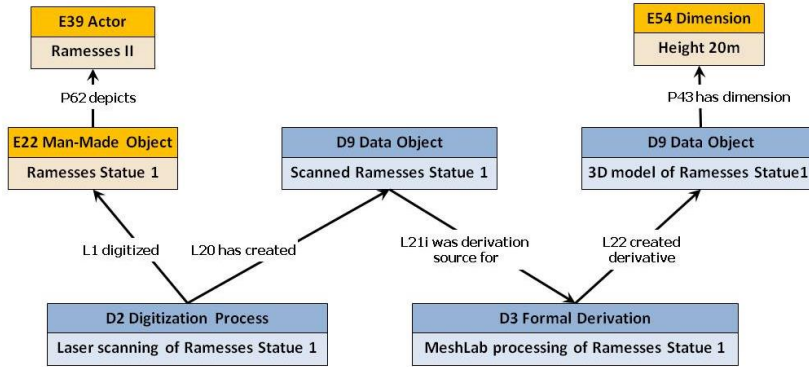 E39 Actor
Ramesses II
E54 Dimension
Height 20m
P62 depicts
P43 has dimension
E22 Man-Made Object
Ramesses Statue 1
D9 Data Object
Scanned Ramesses Statue 1
D9 Data Object
3D model of Ramesses Statue1
L1 digitized
L20 has created
L21i was derivation
source for
L22 created
derivative
D2 Digitization Process
Laser scanning of Ramesses Statue 1
D3 Formal Derivation
MeshLab processing of Ramesses Statue 1